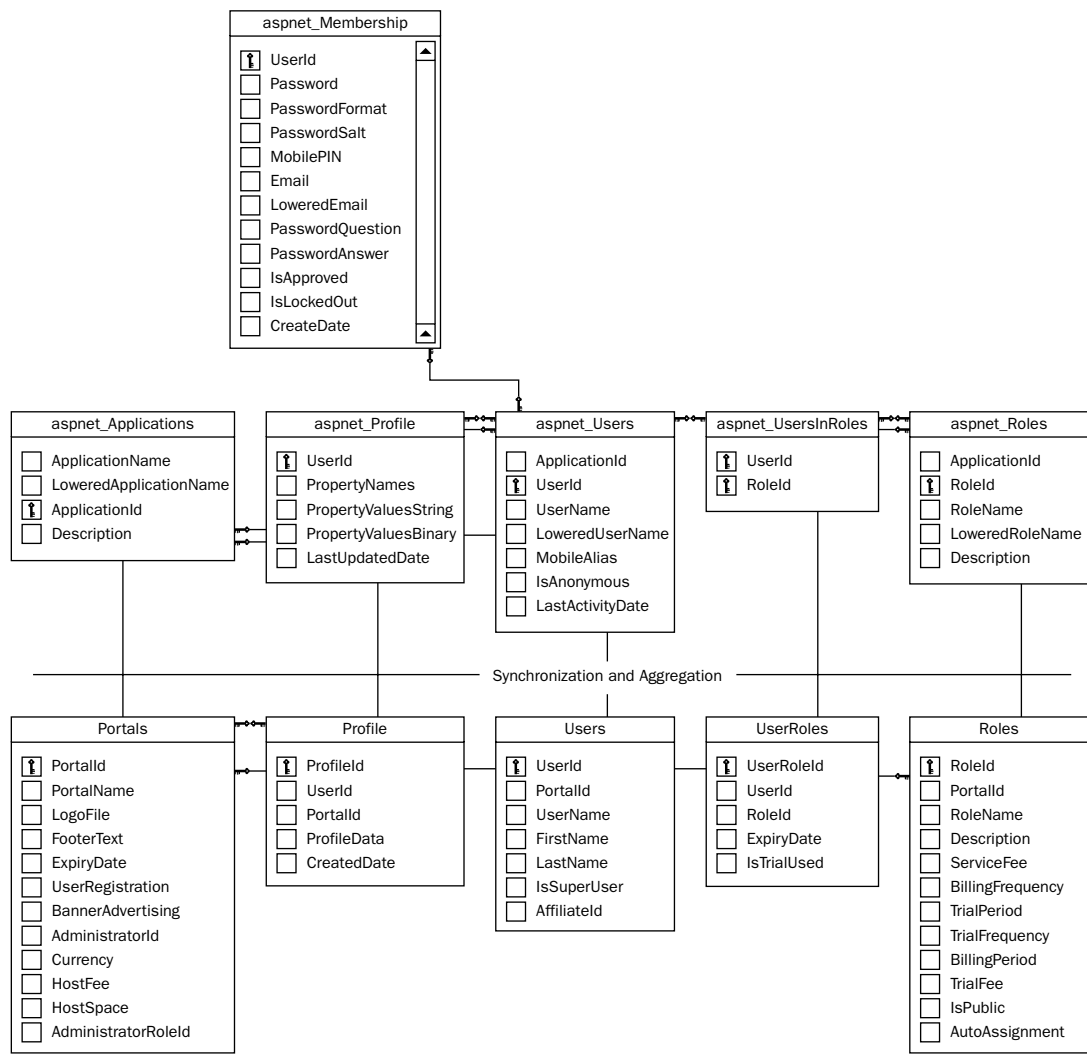 aspnet_Membership
UserId
Password
PasswordFormat
PasswordSalt
MobilePIN
Email
LoweredEmail
PasswordQuestion
PasswordAnswer
IsApproved
IsLockedOut
CreateDate
aspnet_Applications
ApplicationName
LoweredApplicationName
ApplicationId
Description
aspnet_Profile
UserId
PropertyNames
PropertyValuesString
PropertyValuesBinary
LastUpdatedDate
aspnet_Users
ApplicationId
UserId
UserName
LoweredUserName
MobileAlias
IsAnonymous
LastActivityDate
aspnet_UsersInRoles
UserId
RoleId
aspnet_Roles
ApplicationId
RoleId
RoleName
LoweredRoleName
Description
Synchronization and Aggregation
Portals
PortalId
PortalName
LogoFile
FooterText
ExpiryDate
UserRegistration
BannerAdvertising
AdministratorId
Currency
HostFee
HostSpace
AdministratorRoleId
Profile
ProfileId
UserId
PortalId
ProfileData
CreatedDate
Users
UserId
PortalId
UserName
FirstName
LastName
IsSuperUser
AffiliateId
UserRoles
UserRoleId
UserId
RoleId
ExpiryDate
IsTrialUsed
Roles
RoleId
PortalId
RoleName
Description
ServiceFee
BillingFrequency
TrialPeriod
TrialFrequency
BillingPeriod
TrialFee
IsPublic
AutoAssignment